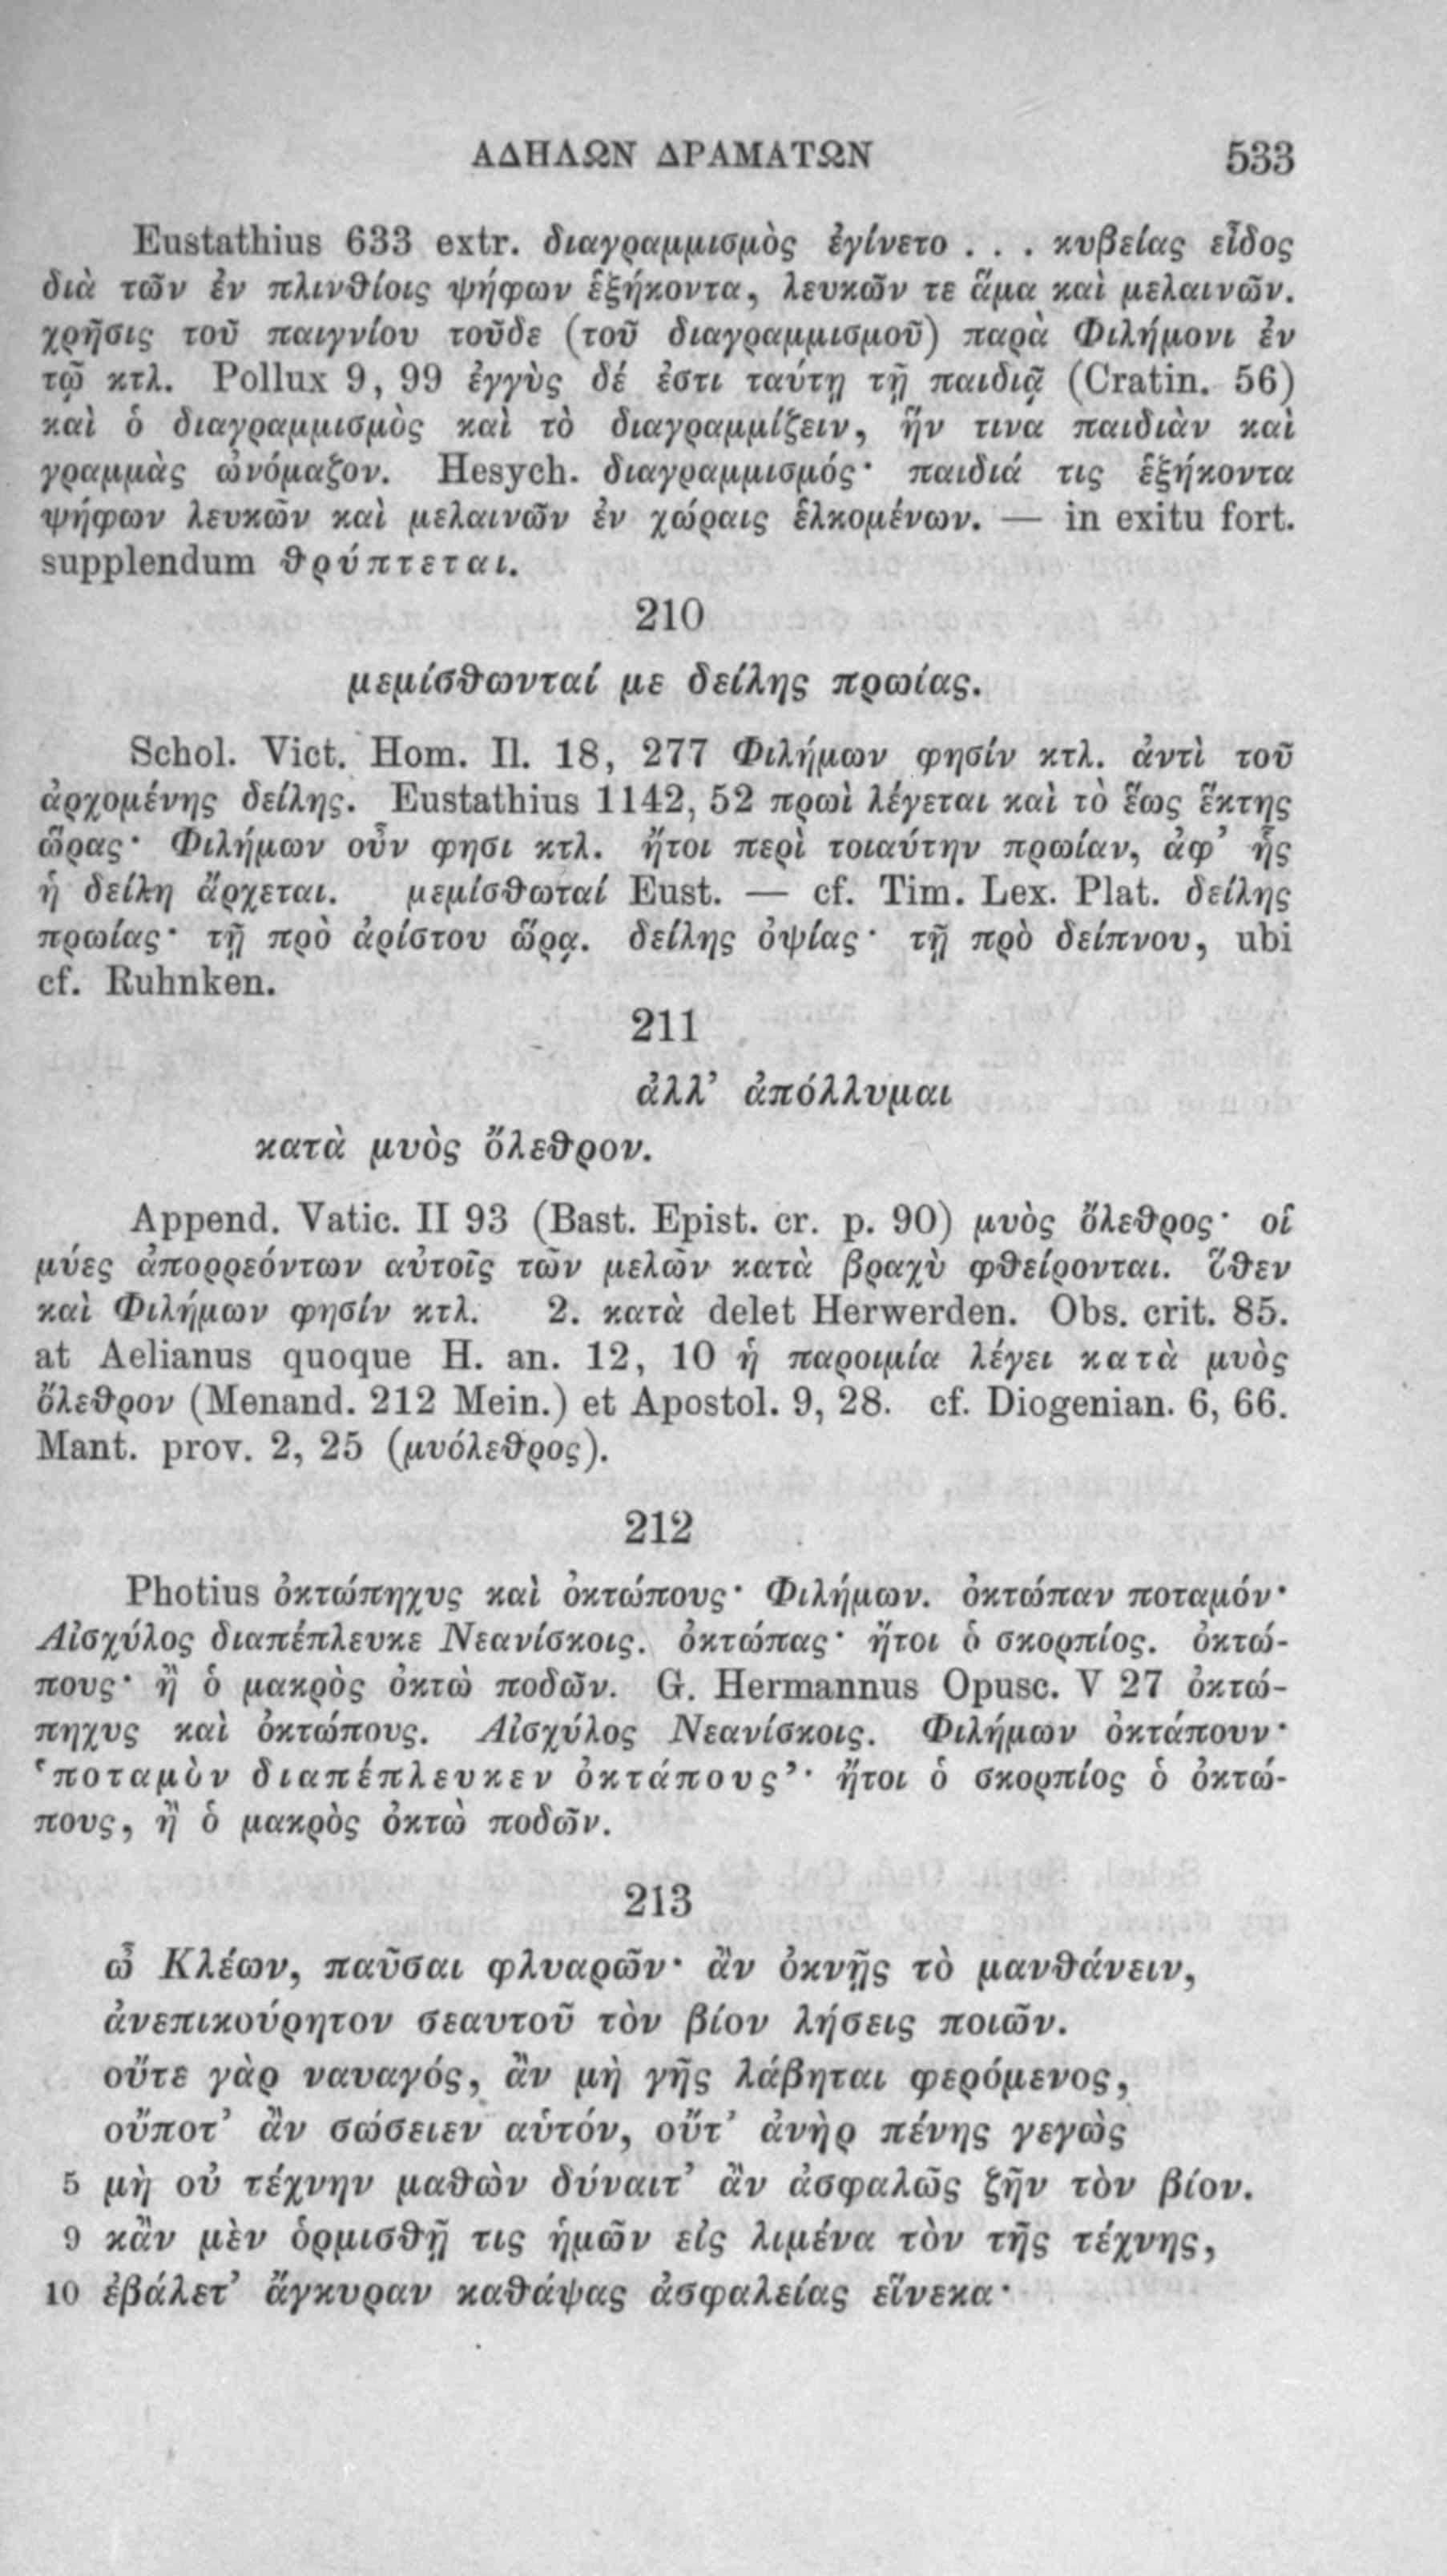 ΑΔΗΛΩΝ ΔΡΑΜΑΤΩΝ 533
Eustathius 633 extr. διαγραμμισμὸς ἐγίνετο . . . κυβείας εἶδος
διὰ τῶν ἐν πλινθίοις ψήφων ἑξήκοντα, λευκῶν τε ἅμα καὶ μελαινῶν.
χρῆσις τοῦ παιγνίου τοῦδε (τοῦ διαγραμμισμοῦ) παρὰ Φιλήμονι ἐν
τῷ κτλ. Pollux 9, 99 ἐγγὺς δέ ἐστι ταύτῃ τῇ παιδιᾷ (Cratin. 56)
καὶ ὁ διαγραμμισμὸς καὶ τὸ διαγραμμίζειν, ἥν τινα παιδιὰν καὶ
γραμμὰς ὠνόμαζον. Hesych. διαγραμμισμός· παιδιά τις ἑξήκοντα
ψήφων λευκῶν καὶ μελαινῶν ἐν χώραις ἑλκομένων. — in exitu fort.
supplendum θρύπτεται.
210
μεμίσθωνταί με δείλης πρωίας.
Schol. Vict. Hom. Il. 18, 277 Φιλήμων φησίν κτλ. ἀντὶ τοῦ
ἀρχομένης δείλης. Eustathius 1142, 52 πρωὶ λέγεται καὶ τὸ ἕως ἕκτης
ὥρας· Φιλήμων οὖν φησι κτλ. ἤτοι περὶ τοιαύτην πρωίαν, ἀφ’ ἧς
ἡ δείλη ἄρχεται. μεμίσθωταί Eust. — cf. Tim. Lex. Plat. δείλης
πρωίας· τῇ πρὸ ἀρίστου ὥρᾳ. δείλης ὀψίας· τῇ πρὸ δείπνου, ubi
cf. Ruhnken.
211
ἀλλ’ ἀπόλλυμαι
κατὰ μυὸς ὄλεθρον.
Append. Vatic. II 93 (Bast. Epist. cr. p. 90) μυὸς ὄλεθρος· οἱ
μύες ἀπορρεόντων αὐτοῖς τῶν μελῶν κατὰ βραχὺ φθείρονται. ὅθεν
καὶ Φιλήμων φησίν κτλ. 2. κατὰ delet Herwerden. Obs. crit. 85.
at Aelianus quoque H. an. 12, 10 ἡ παροιμία λέγει κατὰ μυὸς
ὄλεθρον (Menand. 212 Mein.) et Apostol. 9, 28. cf. Diogenian. 6, 66.
Mant. prov. 2, 25 (μυόλεθρος).
212
Photius ὀκτώπηχυς καὶ ὀκτώπους· Φιλήμων. ὀκτώπαν ποταμόν·
Αἰσχύλος διαπέπλευκε Νεανίσκοις. ὀκτώπας· ἤτοι ὁ σκορπίος. ὀκτώ-
πους· ἢ ὁ μακρὸς ὀκτὼ ποδῶν. G. Hermannus Opusc. V 27 ὀκτώ-
πηχυς καὶ ὀκτώπους. Αἰσχύλος Νεανίσκοις. Φιλήμων ὀκτάπουν·
‘ποταμὸν διαπέπλευκεν ὀκτάπους’· ἤτοι ὁ σκορπίος ὁ ὀκτώ-
πους, ἢ ὁ μακρὸς ὀκτὼ ποδῶν.
213
ὦ Κλέων, παῦσαι φλυαρῶν· ἂν ὀκνῇς τὸ μανθάνειν,
ἀνεπικούρητον σεαυτοῦ τὸν βίον λήσεις ποιῶν.
οὔτε γὰρ ναυαγός, ἂν μὴ γῆς λάβηται φερόμενος,
οὔποτ’ ἂν σώσειεν αὑτόν, οὔτ’ ἀνὴρ πένης γεγὼς
5 μὴ οὐ τέχνην μαθὼν δύναιτ’ ἂν ἀσφαλῶς ζῆν τὸν βίον.
9 κἂν μὲν ὁρμισθῇ τις ἡμῶν εἰς λιμένα τὸν τῆς τέχνης,
10 ἐβάλετ’ ἄγκυραν καθάψας ἀσφαλείας εἵνεκα·